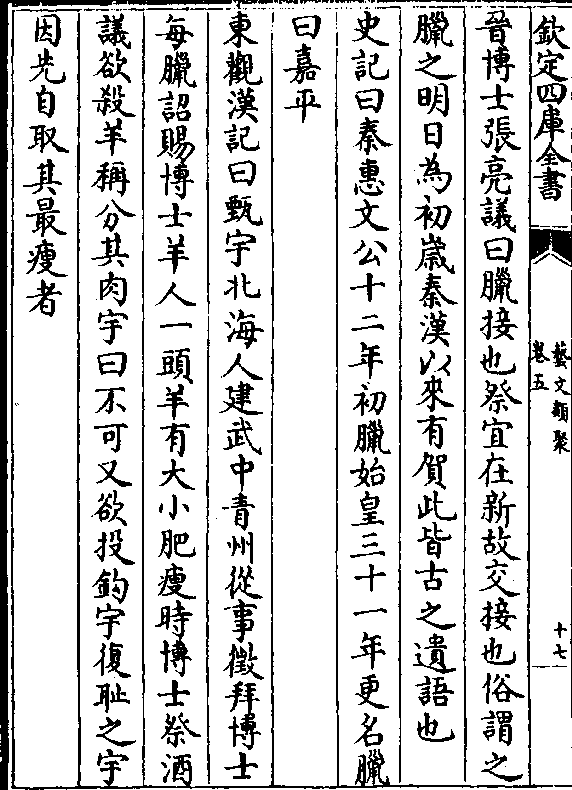 欽定四庫全書
藝文類聚
卷五
十七
晉博士張亮議曰臘接也祭宜在新故交接也俗謂之
臘之明日為初歲秦漢以來有賀此皆古之遺語也
史記曰秦惠文公十二年初臘始皇三十一年更名臘
曰嘉平
東觀漢記曰甄宇北海人建武中青州從事徵拜博士
每臘詔賜博士羊人一頭羊有大小肥瘦時博士祭酒
議欲殺羊稱分其肉宇曰不可又欲投鈞宇復恥之宇
因先自取其最瘦者